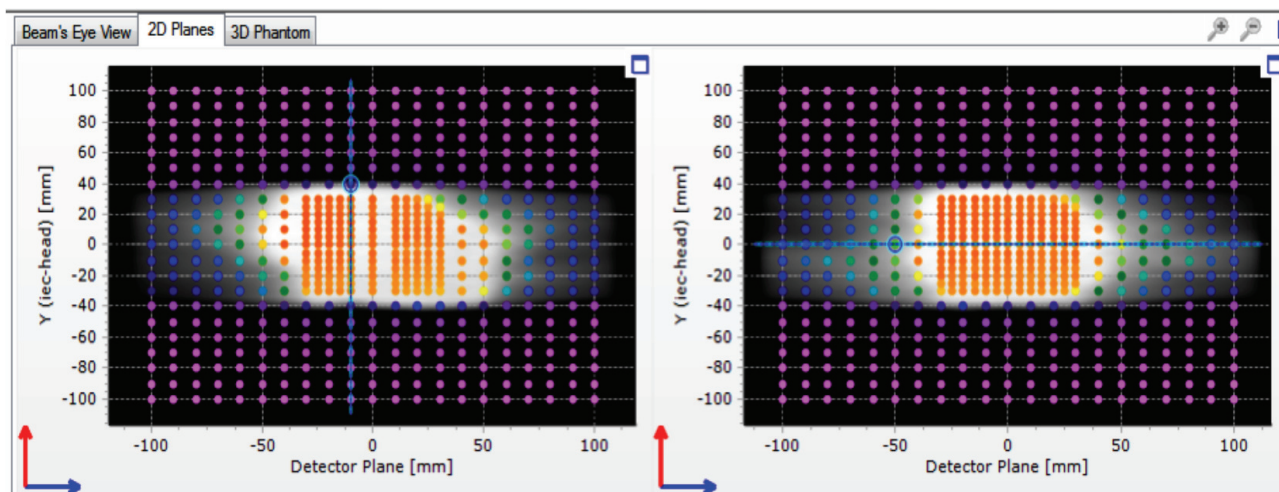 Beam's Eye View 2D Planes 3D Phantom
100 100
80 80
60 60
40 40
20 20
0 0
-20 -20
-40 -40
-60 -60
-80 -80
-100 -100
Y (iec-head) [mm] Y (iec-head) [mm]
-100 -50 0 50 100 -100 -50 0 50 100
Detector Plane [mm] Detector Plane [mm]